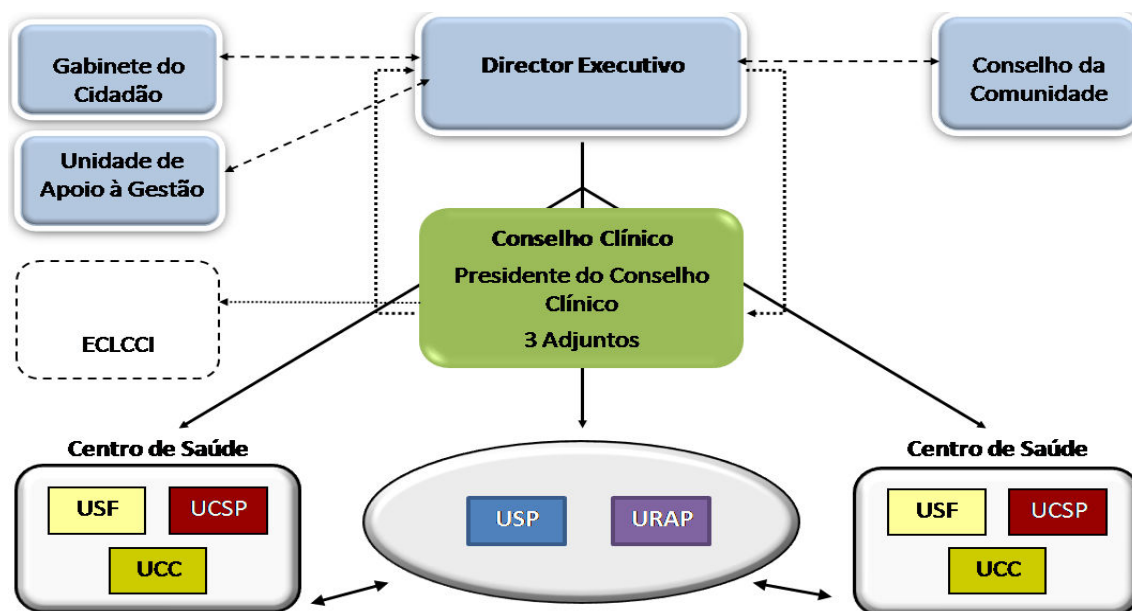 Gabinete do
Cidadão
Director Executivo
Conselho da
Comunidade
Unidade de
Apoio à Gestão
Conselho Clínico
Presidente do Conselho
Clínico
3 Adjuntos
ECLCCI
Centro de Saúde
USF
UCSP
UCC
USP
URAP
Centro de Saúde
USF
UCSP
UCC